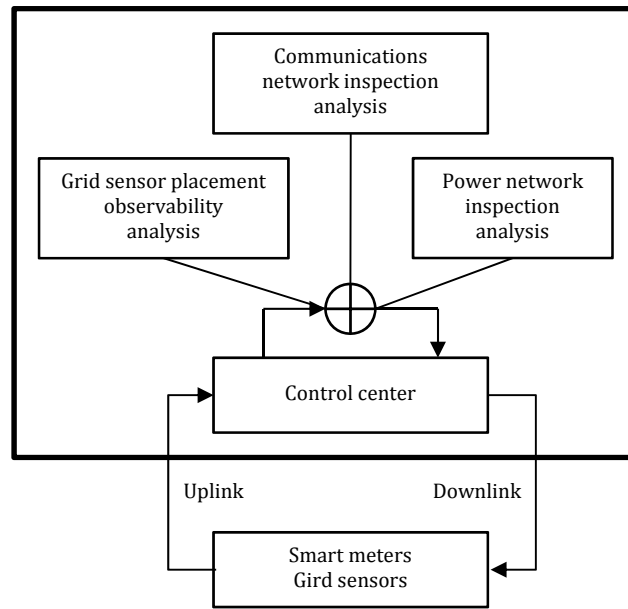 Communications
network inspection
analysis
Grid sensor placement
observability
analysis
Power network
inspection
analysis
Control center
Uplink
Downlink
Smart meters
Gird sensors